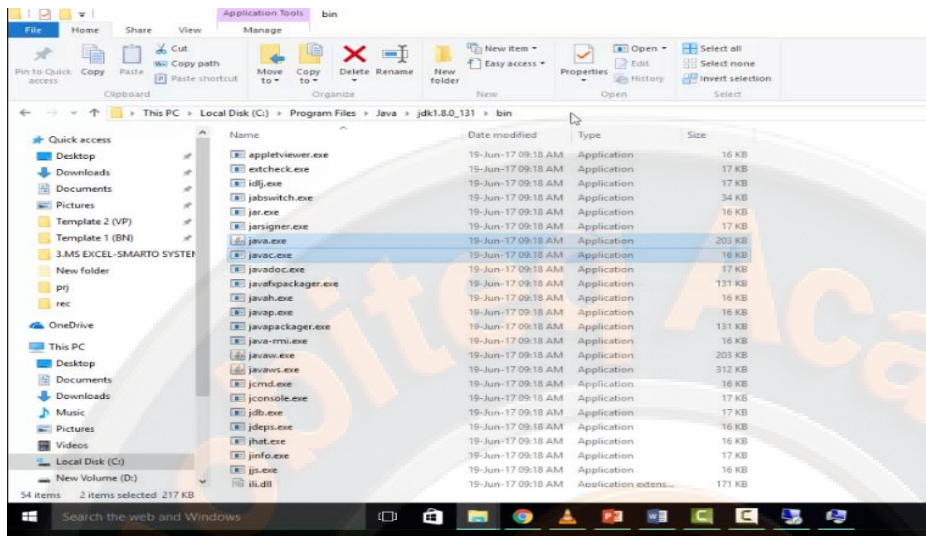 Application Tools bin
File Home Share View Manage
Pin to Quick access
Copy
Paste
Cut
Copy path
Paste shortcut
Clipboard
Move to
Copy to
Delete
Rename
Organize
New folder
New item
Easy access
New
Properties
Open
Edit
History
Open
Select all
Select none
Invert selection
Select
This PC > Local Disk (C:) > Program Files > Java > jdk1.8.0_131 > bin
Quick access
Desktop
Downloads
Documents
Pictures
Template 2 (VP)
Template 1 (BN)
3.MS EXCEL-SMARTO SYSTEM
New folder
prj
rec
OneDrive
This PC
Desktop
Documents
Downloads
Music
Pictures
Videos
Local Disk (C:)
New Volume (D:)
Name Date modified Type Size
appletviewer.exe 19-Jun-17 09:18 AM Application 16 KB
extcheck.exe 19-Jun-17 09:18 AM Application 17 KB
idlj.exe 19-Jun-17 09:18 AM Application 17 KB
jabswitch.exe 19-Jun-17 09:18 AM Application 34 KB
jar.exe 19-Jun-17 09:18 AM Application 16 KB
jarsigner.exe 19-Jun-17 09:18 AM Application 17 KB
java.exe 19-Jun-17 09:18 AM Application 203 KB
javac.exe 19-Jun-17 09:18 AM Application 16 KB
javadoc.exe 19-Jun-17 09:18 AM Application 17 KB
javafxpackager.exe 19-Jun-17 09:18 AM Application 131 KB
javah.exe 19-Jun-17 09:18 AM Application 16 KB
javap.exe 19-Jun-17 09:18 AM Application 16 KB
javapackager.exe 19-Jun-17 09:18 AM Application 131 KB
java-rmi.exe 19-Jun-17 09:18 AM Application 16 KB
javaw.exe 19-Jun-17 09:18 AM Application 203 KB
javaws.exe 19-Jun-17 09:18 AM Application 312 KB
jcmd.exe 19-Jun-17 09:18 AM Application 16 KB
jconsole.exe 19-Jun-17 09:18 AM Application 17 KB
jdb.exe 19-Jun-17 09:18 AM Application 17 KB
jdeps.exe 19-Jun-17 09:18 AM Application 16 KB
jhat.exe 19-Jun-17 09:18 AM Application 16 KB
jinfo.exe 19-Jun-17 09:18 AM Application 17 KB
jjs.exe 19-Jun-17 09:18 AM Application 16 KB
jli.dll 19-Jun-17 09:18 AM Application extens... 171 KB
54 items 2 items selected 217 KB
Search the web and Windows